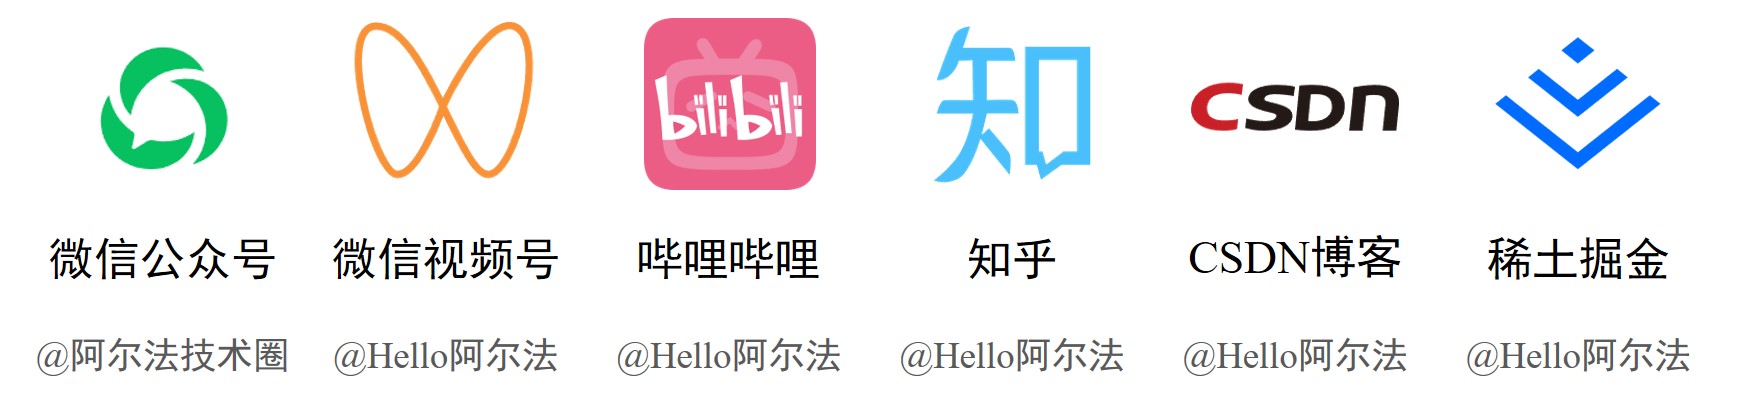 bilibili 知 CSDN
微信公众号 微信视频号 哔哩哔哩 知乎 CSDN博客 稀土掘金
@阿尔法技术圈 @Hello阿尔法 @Hello阿尔法 @Hello阿尔法 @Hello阿尔法 @Hello阿尔法